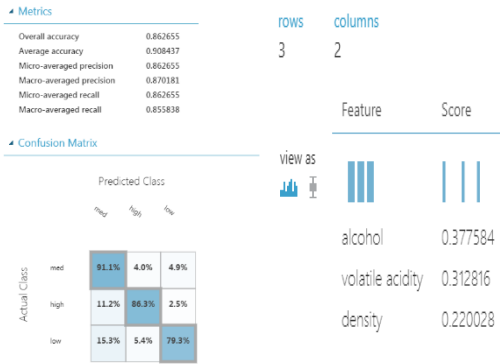 Metrics
Overall accuracy 0.862655
Average accuracy 0.908437
Micro-averaged precision 0.862655
Macro-averaged precision 0.870181
Micro-averaged recall 0.862655
Macro-averaged recall 0.855838
Confusion Matrix
Predicted Class
med high low
Actual Class
med 91.1% 4.0% 4.9%
high 11.2% 86.3% 2.5%
low 15.3% 5.4% 79.3%
rows columns
3 2
Feature Score
view as
alcohol 0.377584
volatile acidity 0.312816
density 0.220028